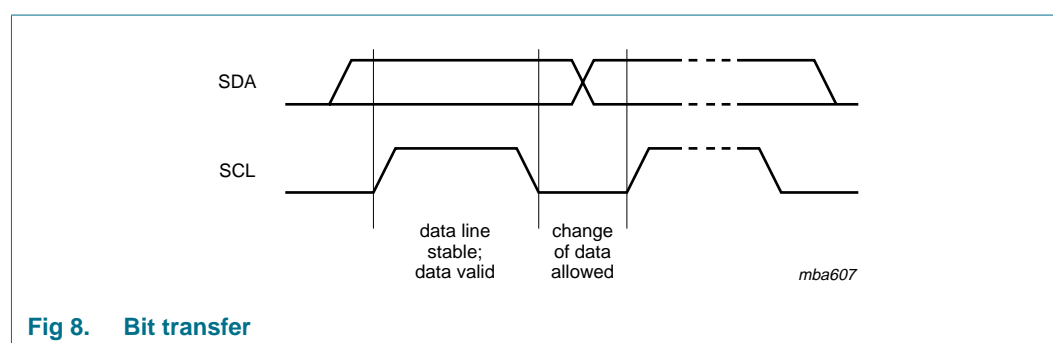 SDA
SCL
data line
stable;
data valid
change
of data
allowed
mba607
Fig 8. Bit transfer